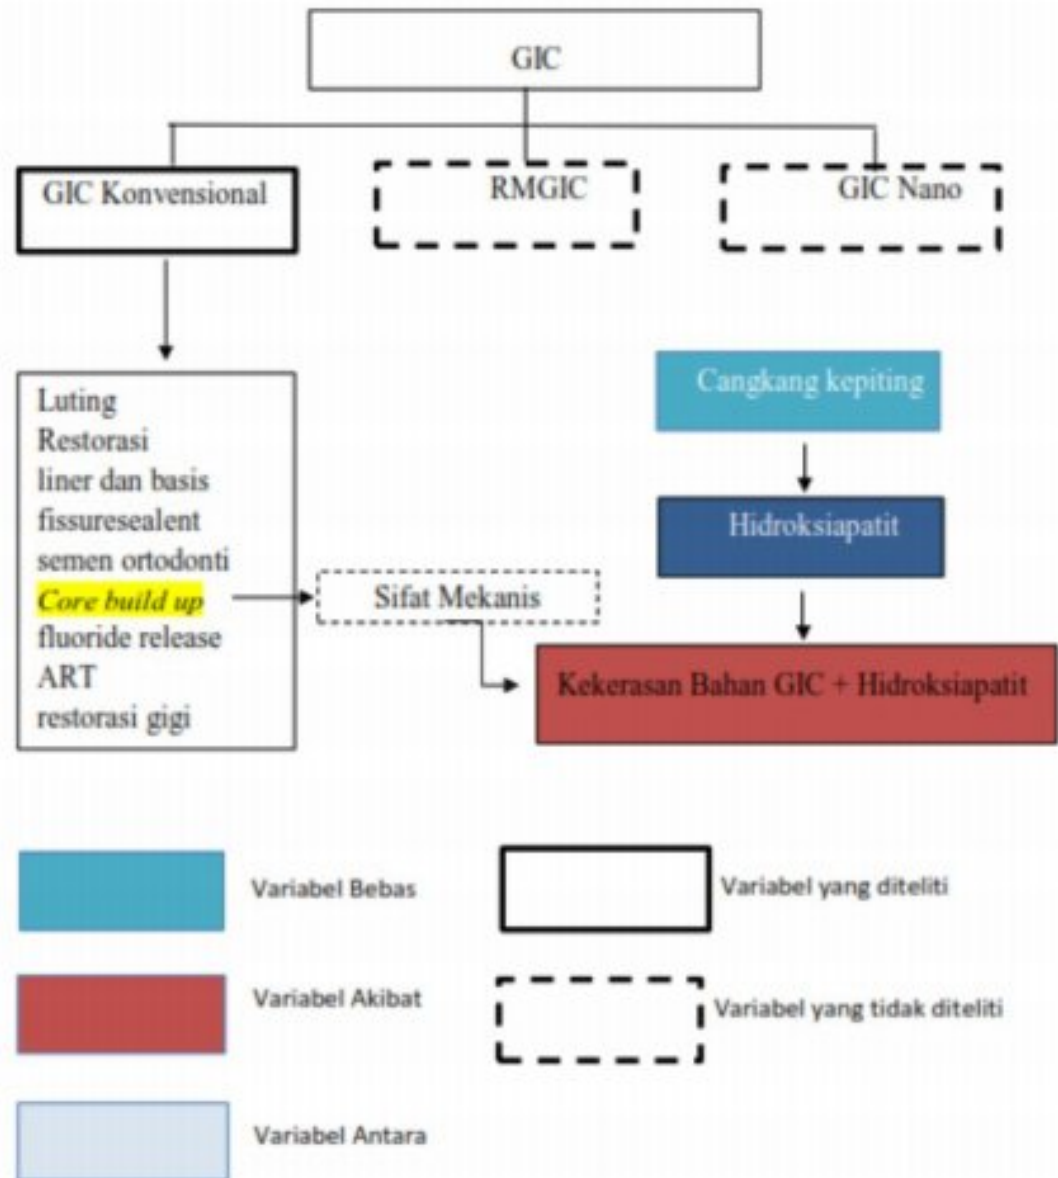 GIC
GIC Konvensional
RMGIC
GIC Nano
Luting
Restorasi
liner dan basis
fissuresealent
semen ortodonti
Core build up
fluoride release
ART
restorasi gigi
Sifat Mekanis
Cangkang kepiting
Hidroksiapatit
Kekerasan Bahan GIC + Hidroksiapatit
Variabel Bebas
Variabel yang diteliti
Variabel Akibat
Variabel yang tidak diteliti
Variabel Antara